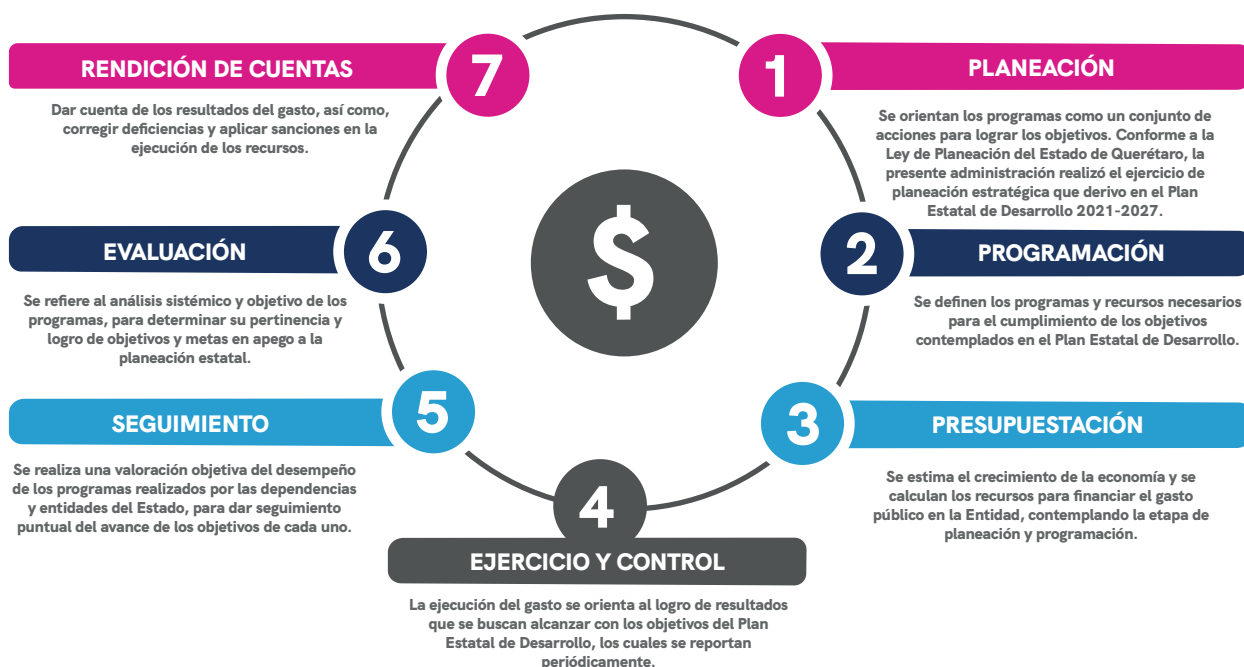 1
PLANEACIÓN
Se orientan los programas como un conjunto de
acciones para lograr los objetivos. Conforme a la
Ley de Planeación del Estado de Querétaro, la
presente administración realizó el ejercicio de
planeación estratégica que derivo en el Plan
Estatal de Desarrollo 2021-2027.
2
PROGRAMACIÓN
Se definen los programas y recursos necesarios
para el cumplimiento de los objetivos
contemplados en el Plan Estatal de Desarrollo.
3
PRESUPUESTACIÓN
Se estima el crecimiento de la economía y se
calculan los recursos para financiar el gasto
público en la Entidad, contemplando la etapa de
planeación y programación.
4
EJERCICIO Y CONTROL
La ejecución del gasto se orienta al logro de resultados
que se buscan alcanzar con los objetivos del Plan
Estatal de Desarrollo, los cuales se reportan
periódicamente.
5
SEGUIMIENTO
Se realiza una valoración objetiva del desempeño
de los programas realizados por las dependencias
y entidades del Estado, para dar seguimiento
puntual del avance de los objetivos de cada uno.
6
EVALUACIÓN
Se refiere al análisis sistémico y objetivo de los
programas, para determinar su pertinencia y
logro de objetivos y metas en apego a la
planeación estatal.
7
RENDICIÓN DE CUENTAS
Dar cuenta de los resultados del gasto, así como,
corregir deficiencias y aplicar sanciones en la
ejecución de los recursos.
$